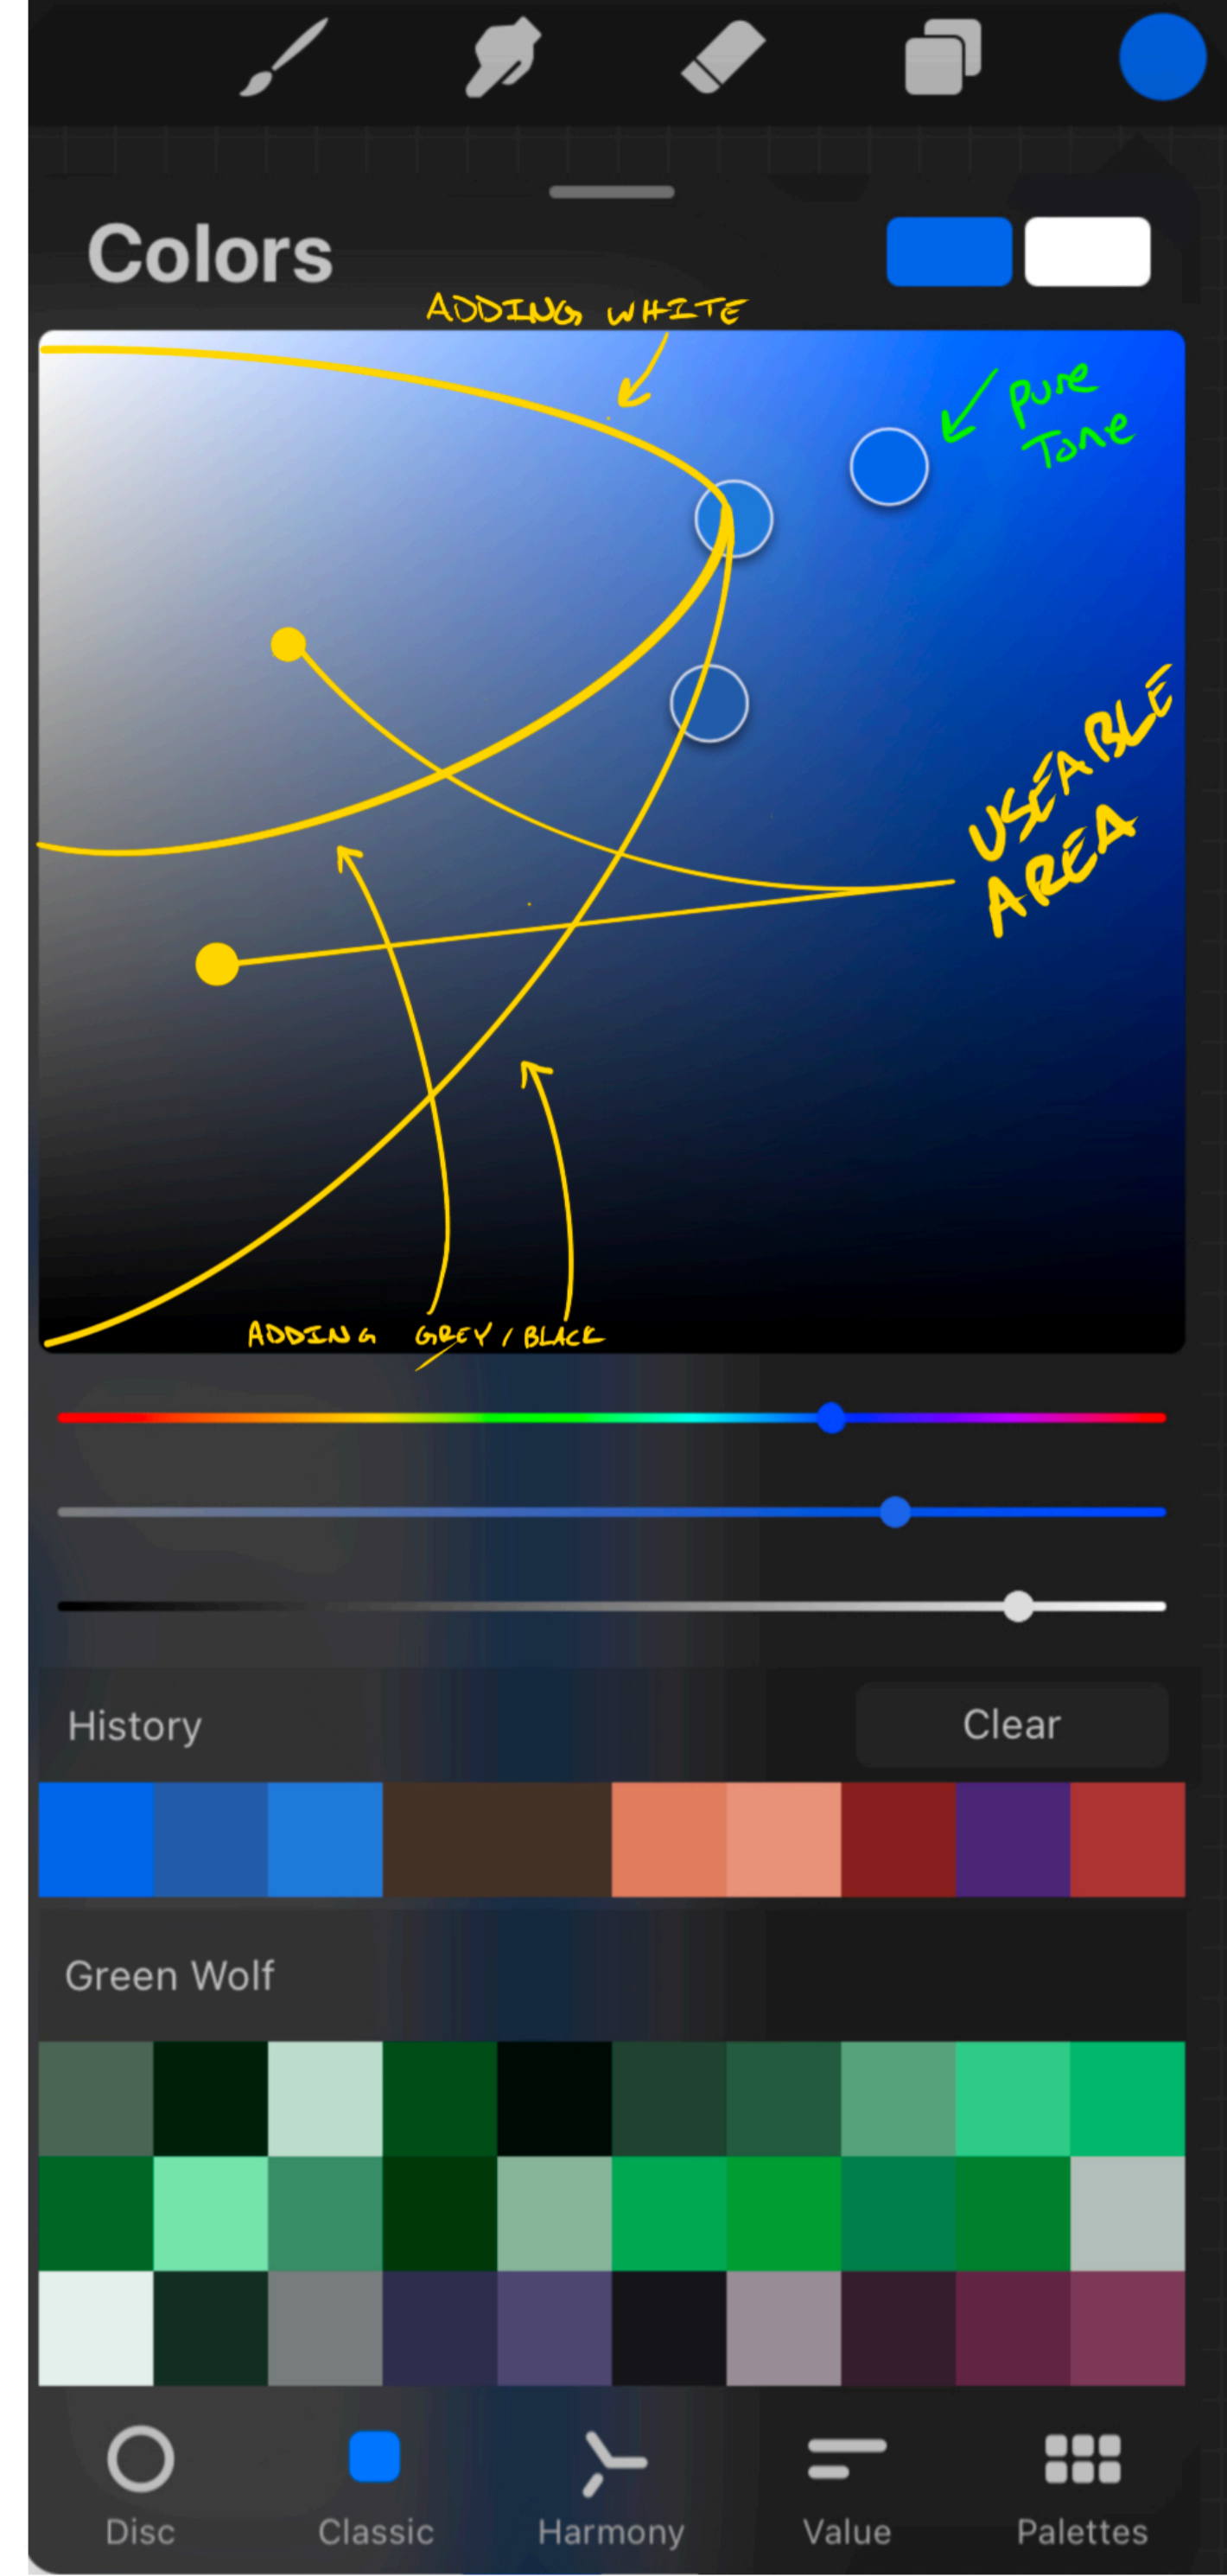 Colors
ADDING WHITE
pure
Tone
USEABLE
AREA
ADDING GREY / BLACK
History
Clear
Green Wolf
Disc
Classic
Harmony
Value
Palettes